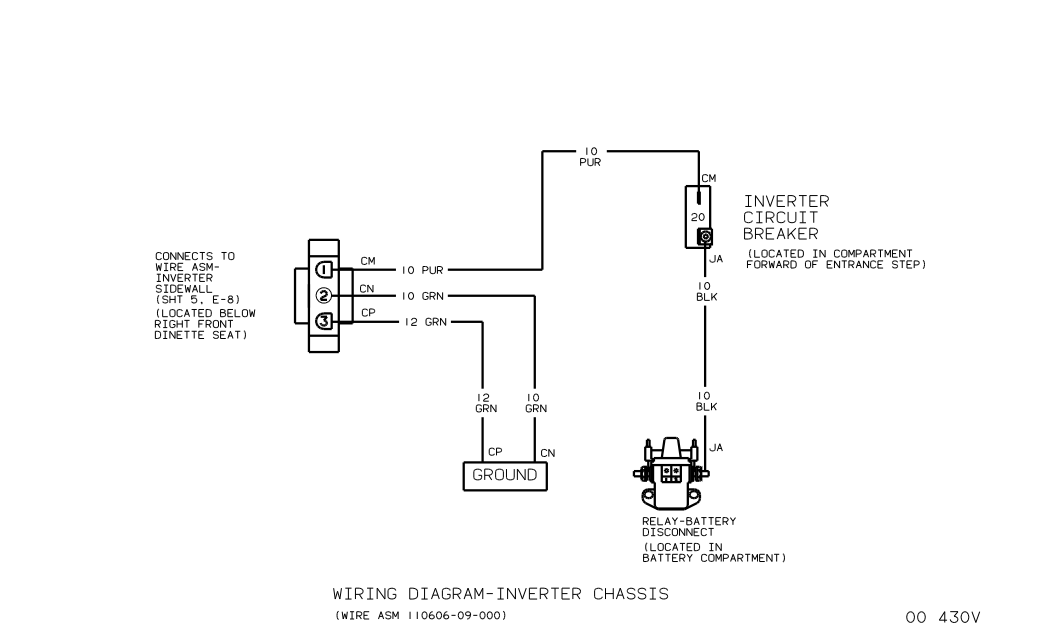 10
PUR
CM
20
INVERTER
CIRCUIT
BREAKER
(LOCATED IN COMPARTMENT
FORWARD OF ENTRANCE STEP)
JA
10
BLK
CONNECTS TO
WIRE ASM-
INVERTER
SIDEWALL
(SHT 5, E-8)
(LOCATED BELOW
RIGHT FRONT
DINETTE SEAT)
1
2
3
CM
10 PUR
CN
10 GRN
CP
12 GRN
12
GRN
10
GRN
CP
CN
GROUND
10
BLK
JA
RELAY-BATTERY
DISCONNECT
(LOCATED IN
BATTERY COMPARTMENT)
WIRING DIAGRAM-INVERTER CHASSIS
(WIRE ASM 110606-09-000)
00 430V